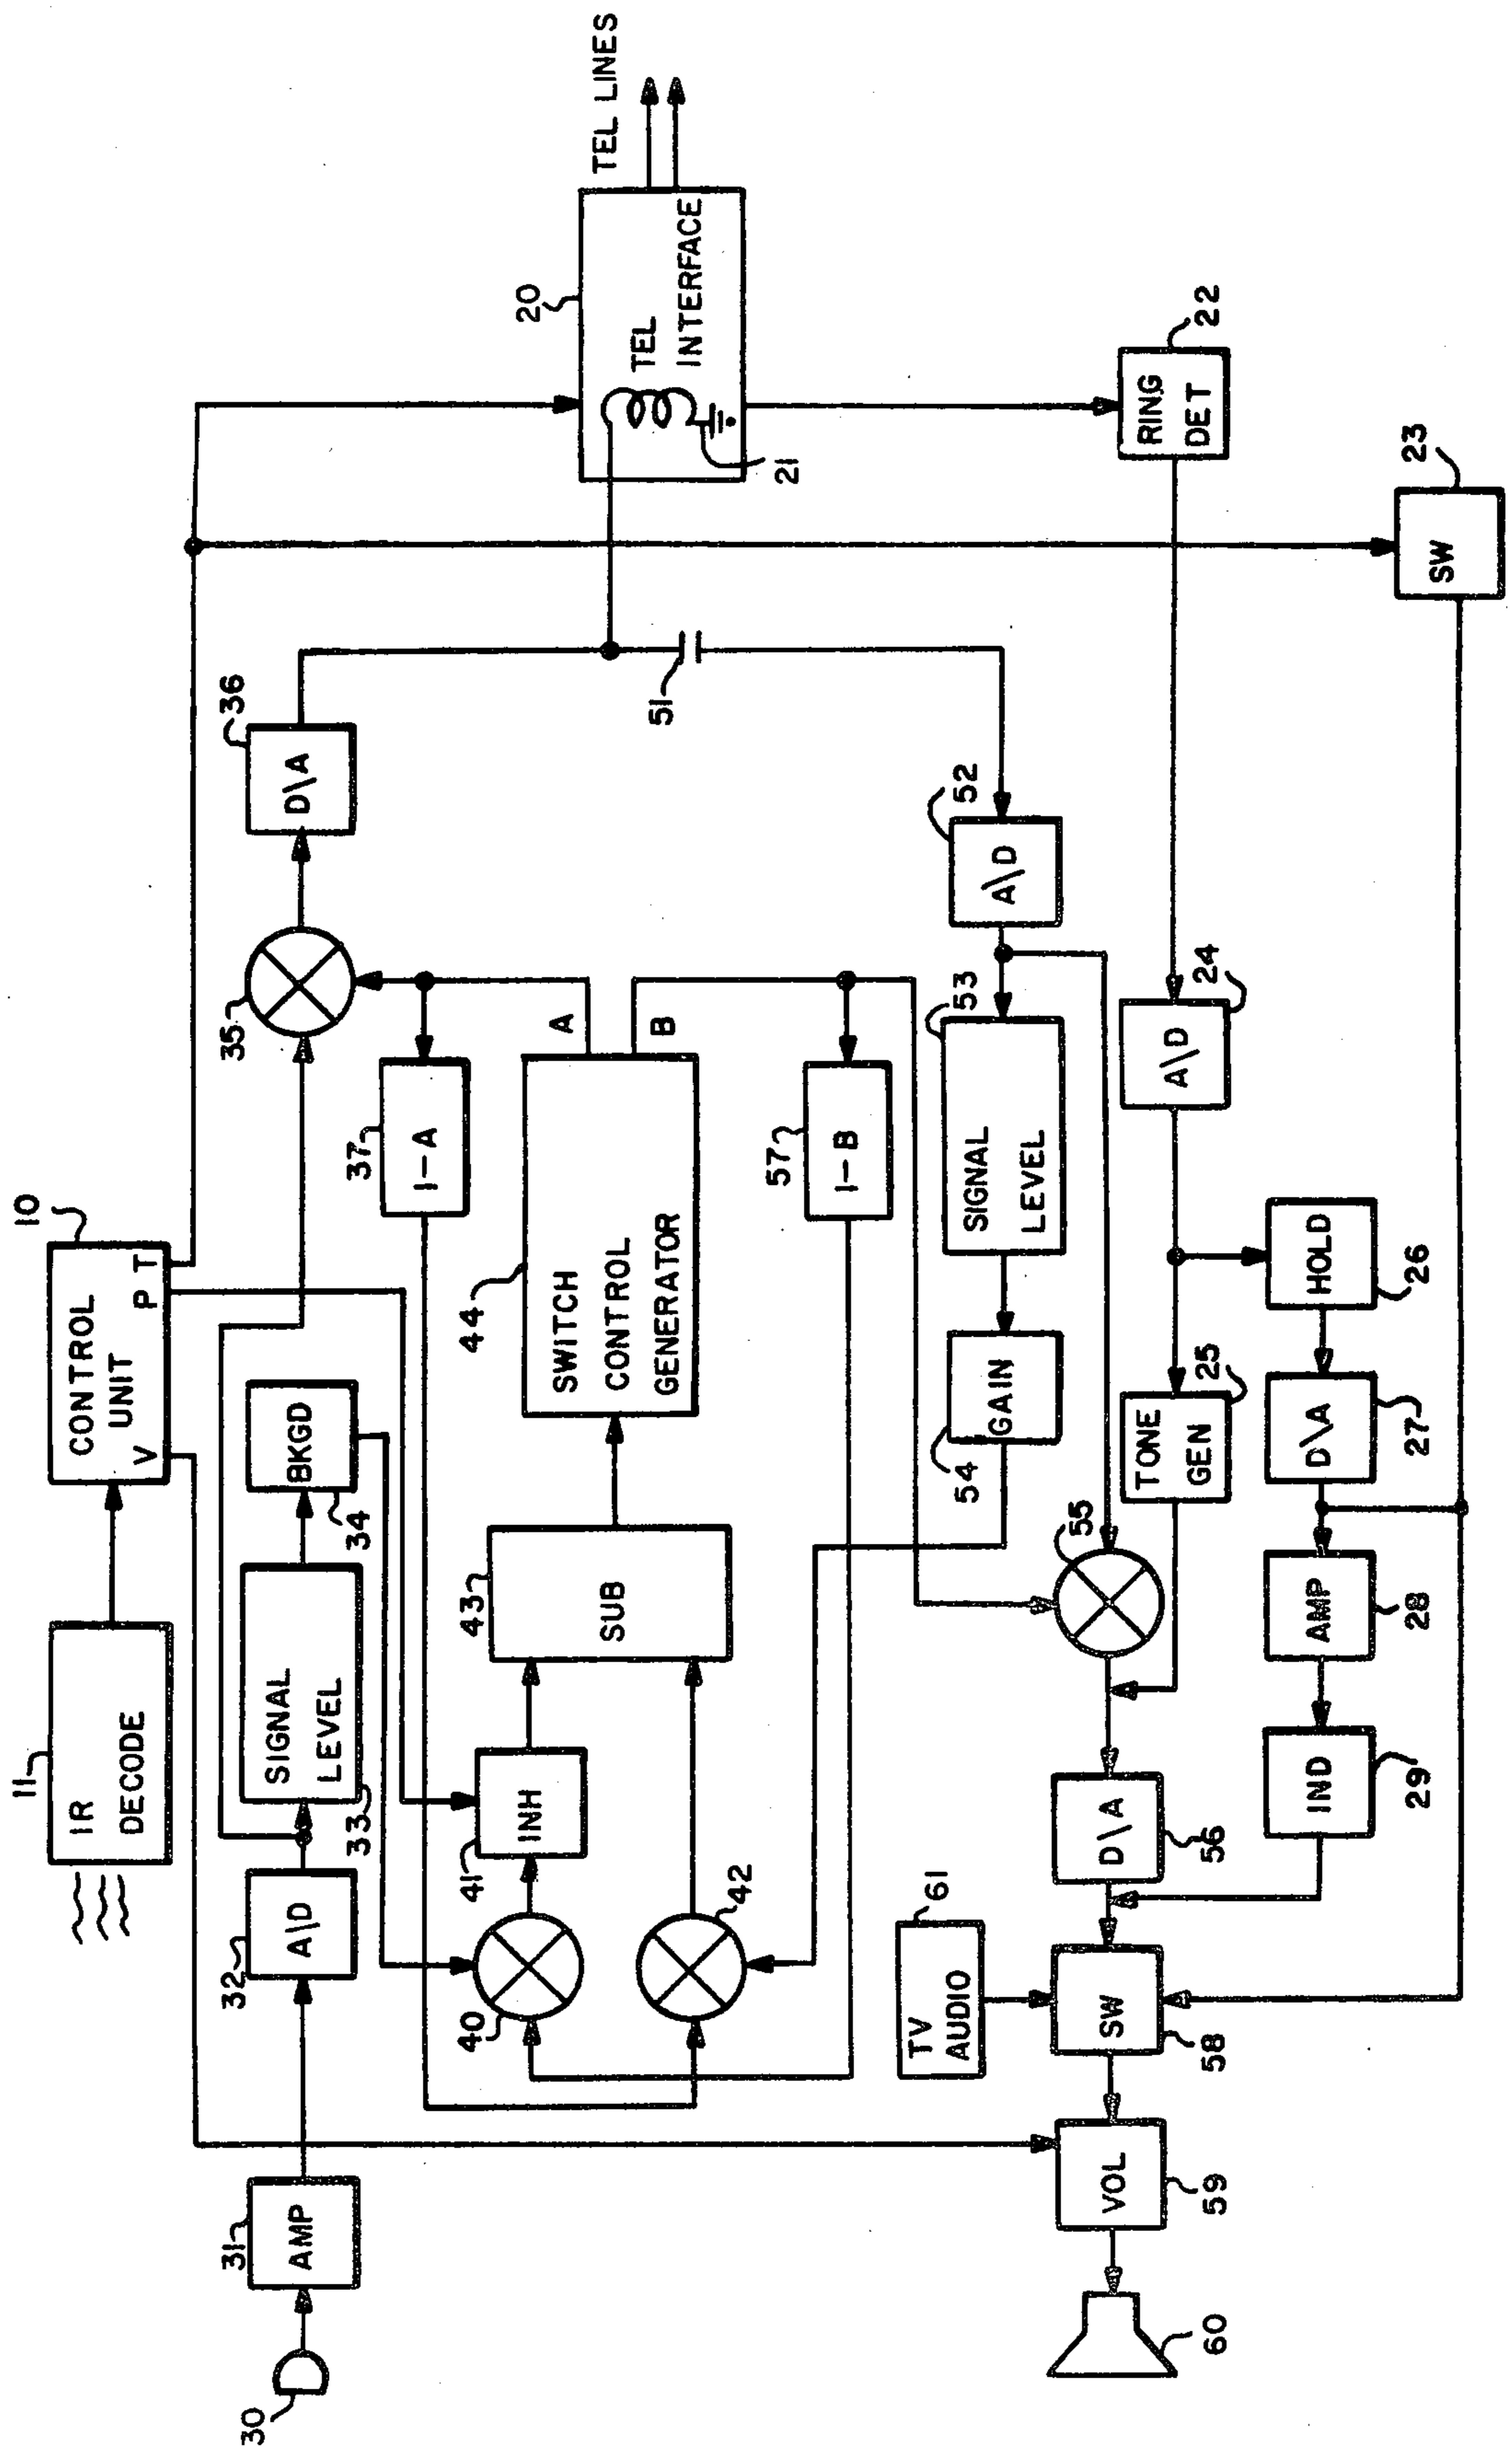 10
CONTROL
UNIT
V
P
T
11
IR
DECODE
30
31
AMP
32
A\D
33
SIGNAL
LEVEL
34
BKGD
35
36
D\A
37
1-A
40
41
INH
42
43
SUB
44
SWITCH
CONTROL
GENERATOR
A
B
57
1-B
20
TEL
INTERFACE
21
TEL LINES
51
52
A\D
53
SIGNAL
LEVEL
54
GAIN
55
22
RING
DET
23
SW
24
A\D
25
TONE
GEN
26
HOLD
27
D\A
28
AMP
29
IND
56
D\A
61
TV
AUDIO
58
SW
59
VOL
60